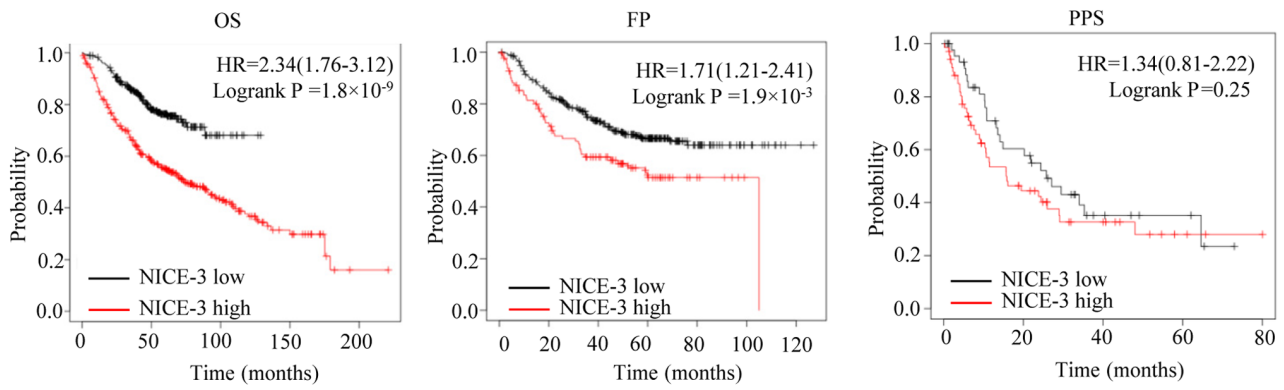 OS
HR=2.34(1.76-3.12)
Logrank P =1.8×10-9
Probability
1.0
0.8
0.6
0.4
0.2
0.0
NICE-3 low
NICE-3 high
0 50 100 150 200
Time (months)
FP
HR=1.71(1.21-2.41)
Logrank P =1.9×10-3
Probability
1.0
0.8
0.6
0.4
0.2
0.0
NICE-3 low
NICE-3 high
0 20 40 60 80 100 120
Time (months)
PPS
HR=1.34(0.81-2.22)
Logrank P=0.25
Probability
1.0
0.8
0.6
0.4
0.2
0.0
NICE-3 low
NICE-3 high
0 20 40 60 80
Time (months)